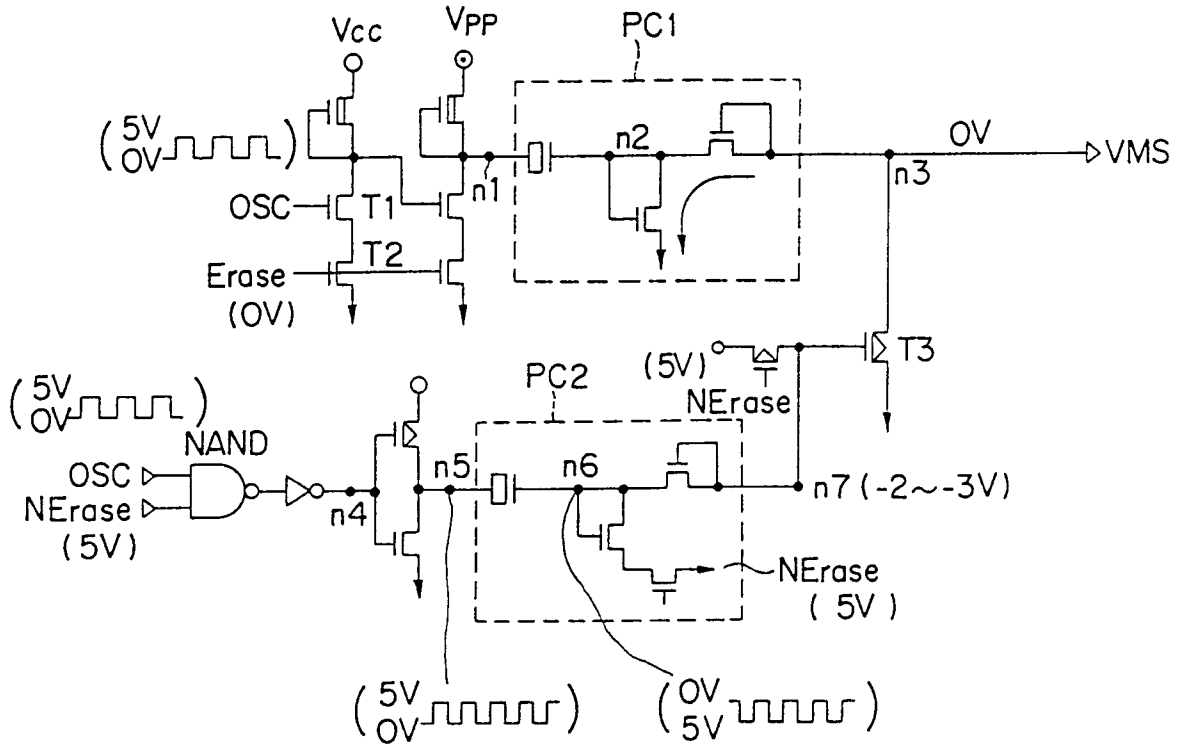 Vcc
VPP
PC1
5V
0V
n2
0V
VMS
n1
n3
OSC
T1
T2
Erase
(0V)
T3
(5V)
NErase
PC2
5V
0V
NAND
n5
n6
OSC
n4
n7 (-2~-3V)
NErase
(5V)
NErase
(5V)
5V
0V
0V
5V